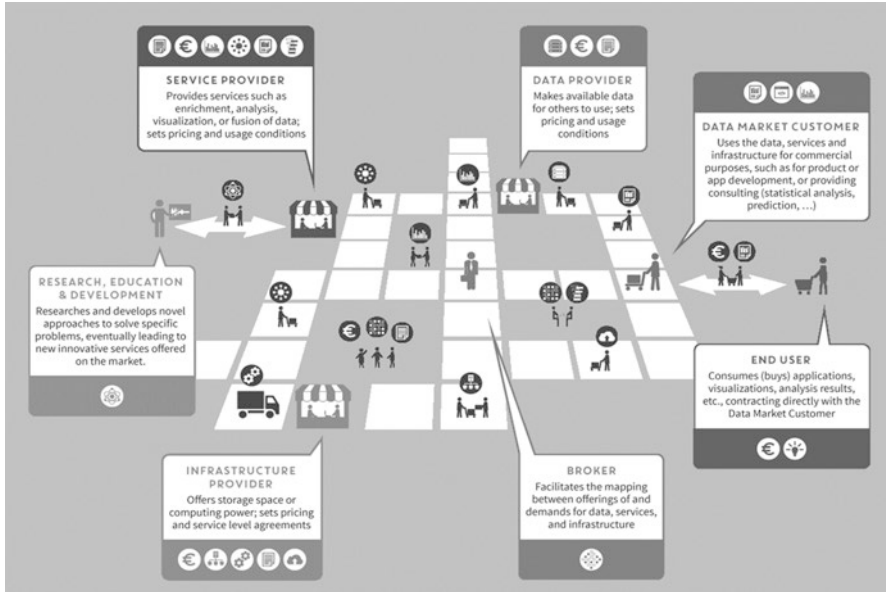 SERVICE PROVIDER
Provides services such as
enrichment, analysis,
visualization, or fusion of data;
sets pricing and usage conditions
DATA PROVIDER
Makes available data
for others to use; sets
pricing and usage
conditions
DATA MARKET CUSTOMER
Uses the data, services and
infrastructure for commercial
purposes, such as for product or
app development, or providing
consulting (statistical analysis,
prediction, ...)
RESEARCH, EDUCATION
& DEVELOPMENT
Researches and develops novel
approaches to solve specific
problems, eventually leading to
new innovative services offered
on the market.
END USER
Consumes (buys) applications,
visualizations, analysis results,
etc., contracting directly with the
Data Market Customer
INFRASTRUCTURE
PROVIDER
Offers storage space or
computing power; sets pricing
and service level agreements
BROKER
Facilitates the mapping
between offerings of and
demands for data, services,
and infrastructure